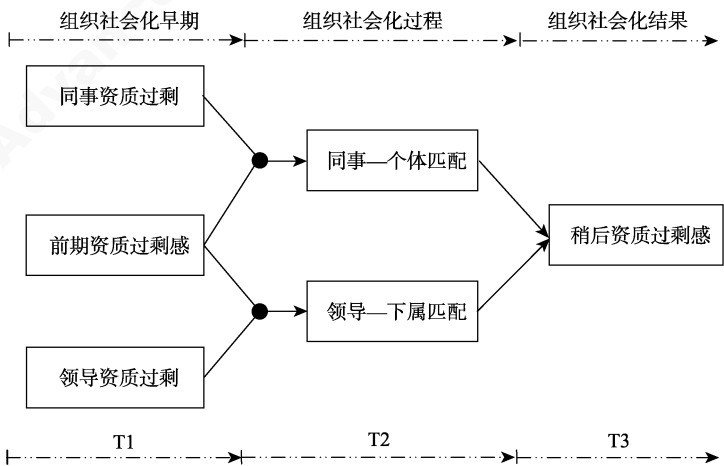 组织社会化早期 组织社会化过程 组织社会化结果
同事资质过剩
同事—个体匹配
稍后资质过剩感
前期资质过剩感
领导—下属匹配
领导资质过剩
T1 T2 T3